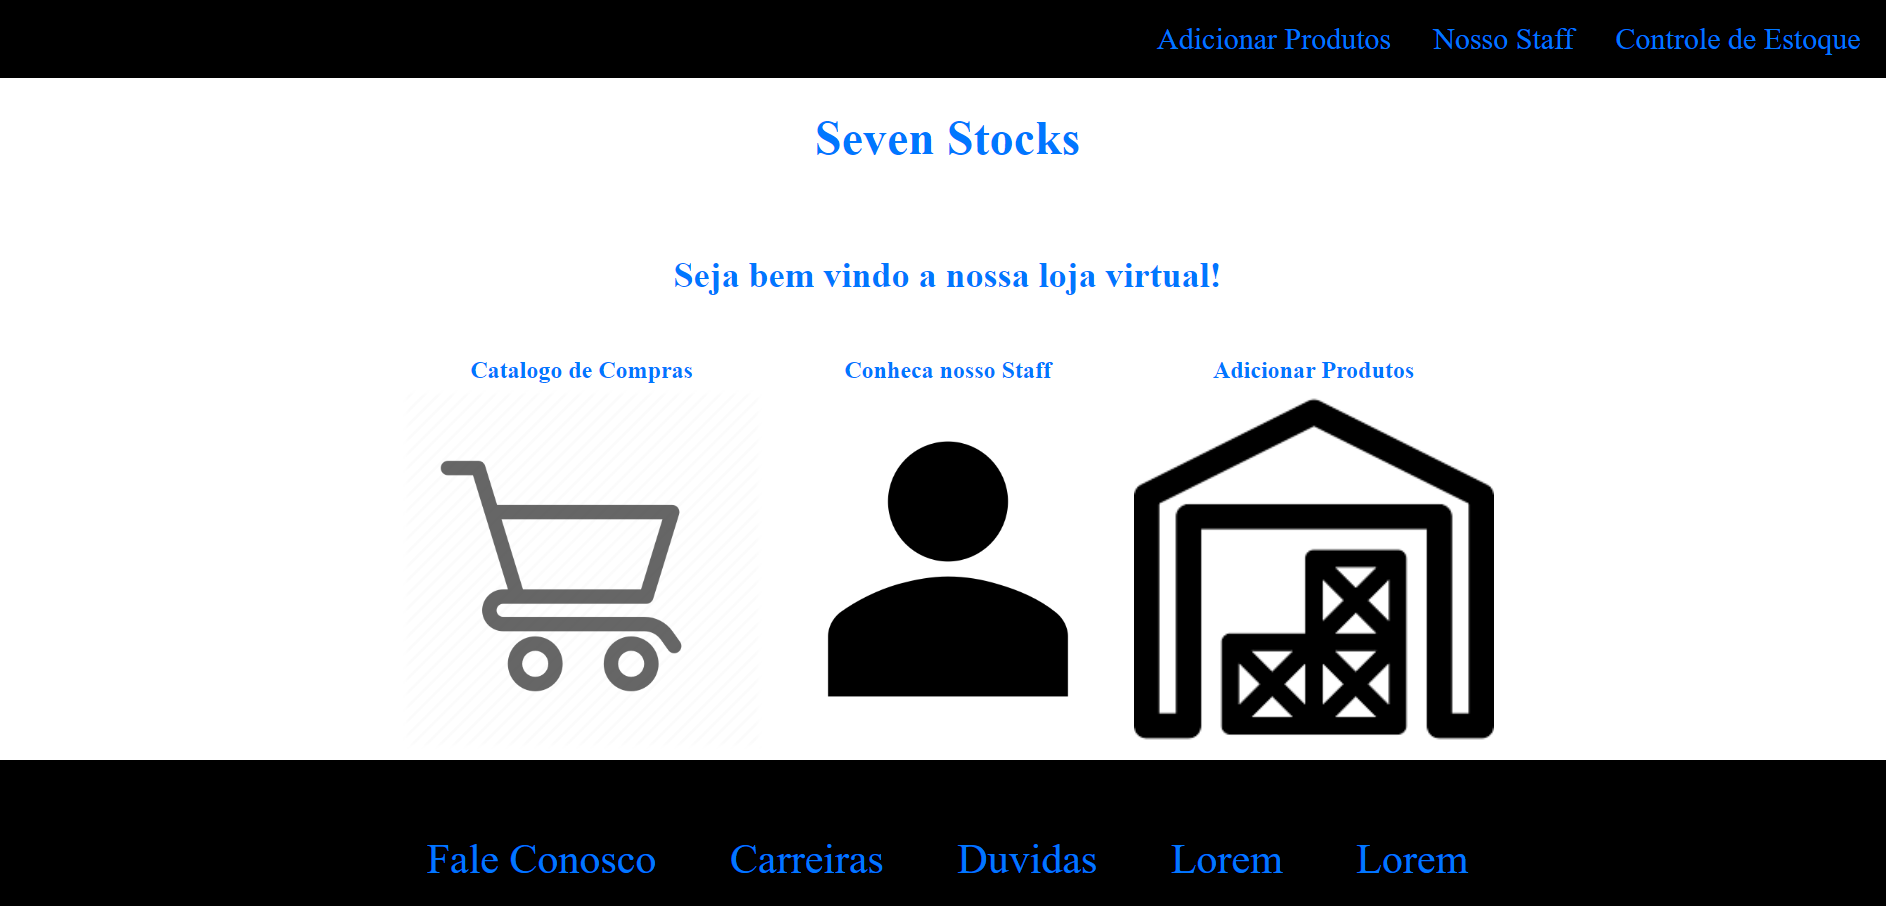 Adicionar Produtos Nosso Staff Controle de Estoque
Seven Stocks
Seja bem vindo a nossa loja virtual!
Catalogo de Compras Conheca nosso Staff Adicionar Produtos
Fale Conosco Carreiras Duvidas Lorem Lorem